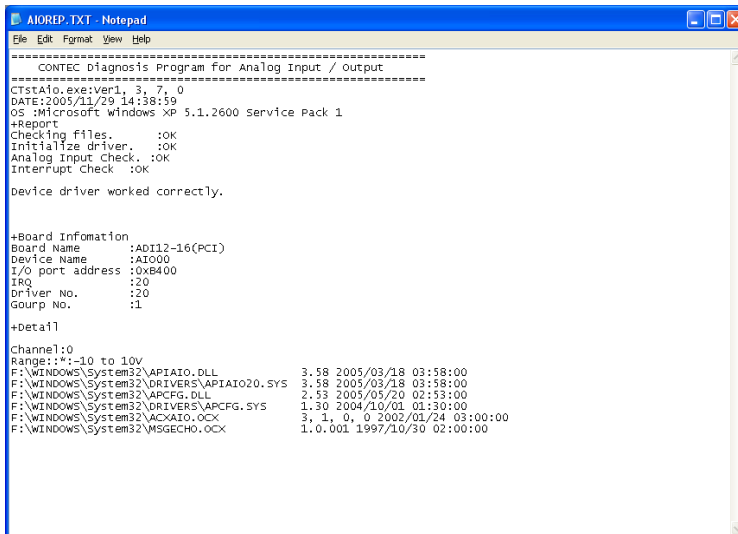 AIOREP.TXT - Notepad
File Edit Format View Help
============================================================
CONTEC Diagnosis Program for Analog Input / Output
============================================================
CTstAio.exe:Ver1, 3, 7, 0
DATE:2005/11/29 14:38:59
OS :Microsoft Windows XP 5.1.2600 Service Pack 1
+Report
Checking files. :OK
Initialize driver. :OK
Analog Input Check. :OK
Interrupt Check :OK
Device driver worked correctly.
+Board Infomation
Board Name :ADI12-16(PCI)
Device Name :AIO00
I/O port address :0xB400
IRQ :20
Driver No. :20
Gourp No. :1
+Detail
Channel:0
Range::*:-10 to 10V
F:\WINDOWS\System32\APIAIO.DLL 3.58 2005/03/18 03:58:00
F:\WINDOWS\System32\DRIVERS\APIAIO20.SYS 3.58 2005/03/18 03:58:00
F:\WINDOWS\System32\APCFG.DLL 2.53 2005/05/20 02:53:00
F:\WINDOWS\System32\DRIVERS\APCFG.SYS 1.30 2004/10/01 01:30:00
F:\WINDOWS\System32\ACXAIO.OCX 3, 1, 0, 0 2002/01/24 03:00:00
F:\WINDOWS\System32\MSGECHO.OCX 1.0.001 1997/10/30 02:00:00